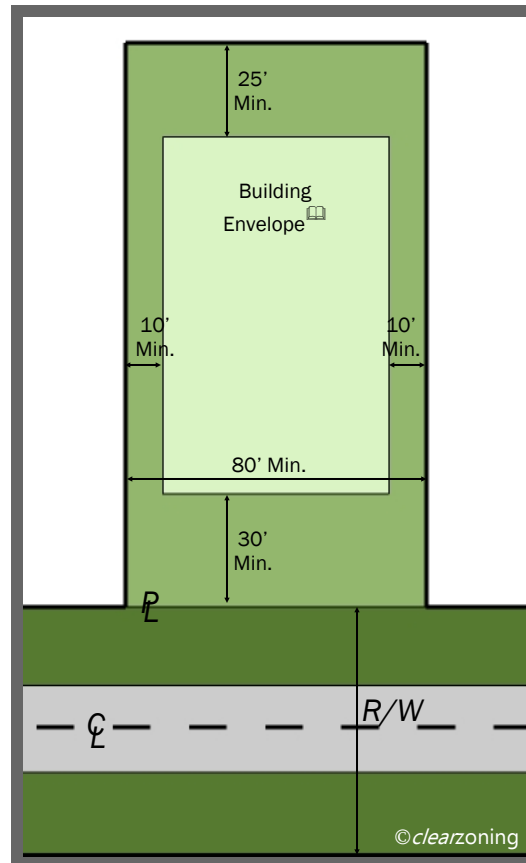 25’
Min.
Building
Envelope
10’
Min.
10’
Min.
80’ Min.
30’
Min.
PL
R/W
CL
©clearzoning